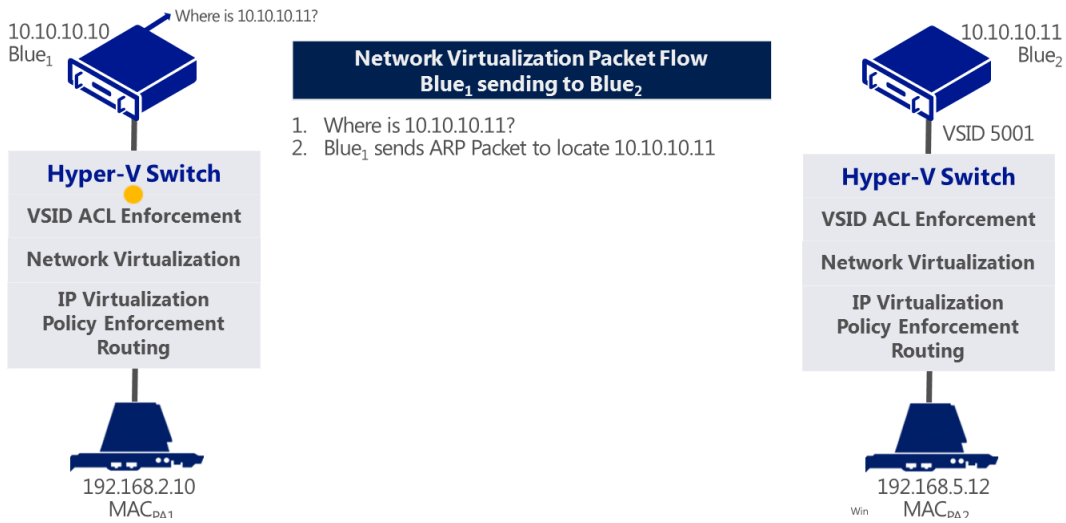 Where is 10.10.10.11?
10.10.10.10
Blue₁
Network Virtualization Packet Flow
Blue₁ sending to Blue₂
1. Where is 10.10.10.11?
2. Blue₁ sends ARP Packet to locate 10.10.10.11
Hyper-V Switch
VSID ACL Enforcement
Network Virtualization
IP Virtualization
Policy Enforcement
Routing
192.168.2.10
MAC PA1
10.10.10.11
Blue₂
VSID 5001
Hyper-V Switch
VSID ACL Enforcement
Network Virtualization
IP Virtualization
Policy Enforcement
Routing
192.168.5.12
Win
MAC PA2